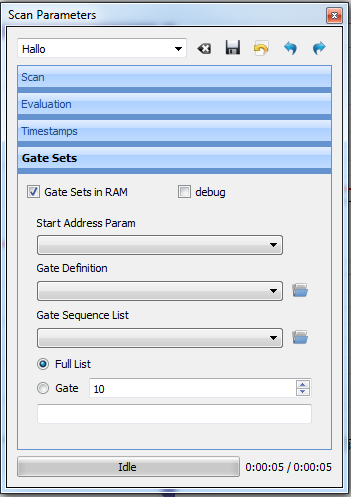 Scan Parameters
Hallo
Scan
Evaluation
Timestamps
Gate Sets
Gate Sets in RAM debug
Start Address Param
Gate Definition
Gate Sequence List
Full List
Gate 10
Idle 0:00:05 / 0:00:05